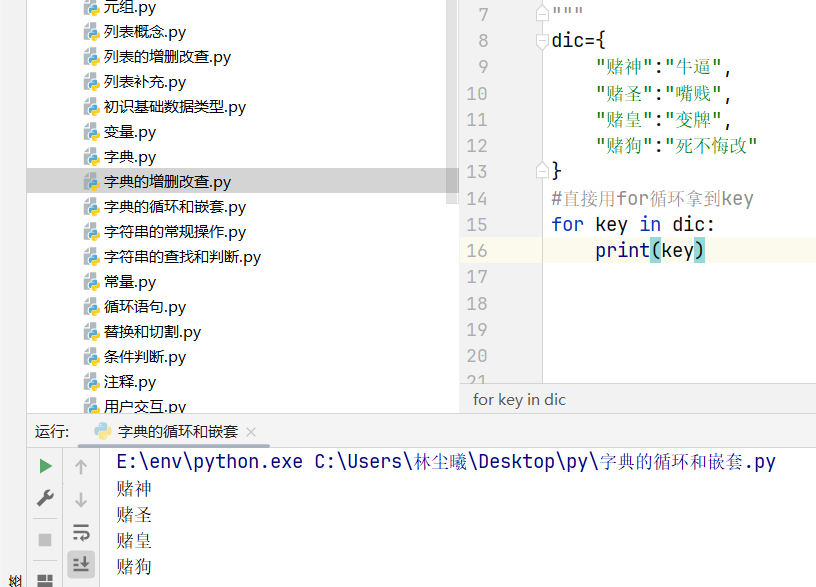 元组.py
列表概念.py
列表的增删改查.py
列表补充.py
初识基础数据类型.py
变量.py
字典.py
字典的增删改查.py
字典的循环和嵌套.py
字符串的常规操作.py
字符串的查找和判断.py
常量.py
循环语句.py
替换和切割.py
条件判断.py
注释.py
用户交互.py
7 """
8 dic={
9 "赌神":"牛逼",
10 "赌圣":"嘴贱",
11 "赌皇":"变牌",
12 "赌狗":"死不悔改"
13 }
14 #直接用for循环拿到key
15 for key in dic:
16 print(key)
17
18
19
20
21
for key in dic
运行: 字典的循环和嵌套
E:\env\python.exe C:\Users\林尘曦\Desktop\py\字典的循环和嵌套.py
赌神
赌圣
赌皇
赌狗